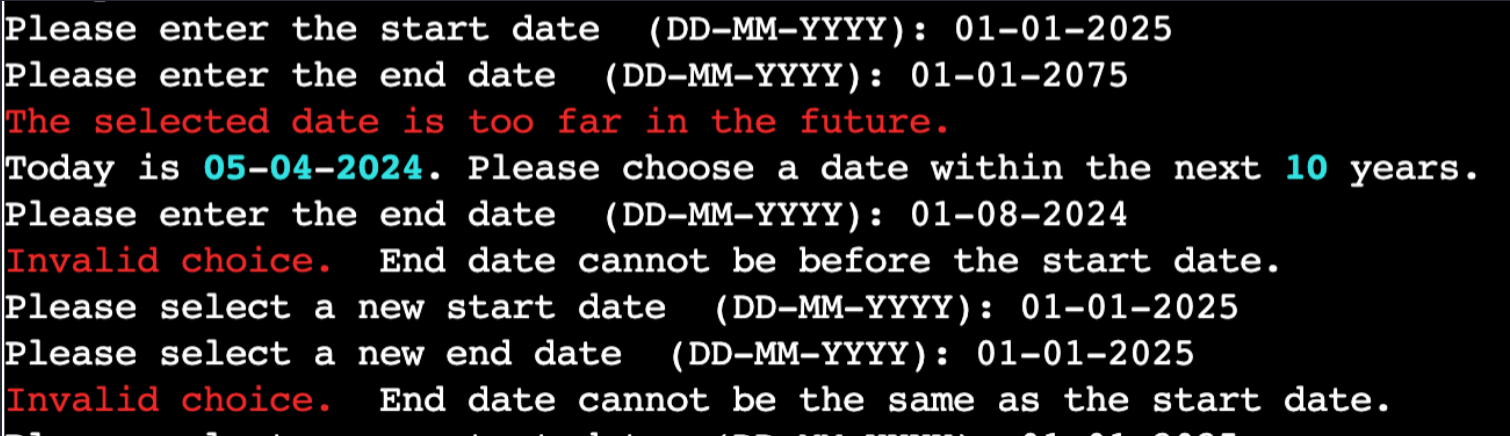 Please enter the start date  (DD-MM-YYYY): 01-01-2025
Please enter the end date  (DD-MM-YYYY): 01-01-2075
The selected date is too far in the future.
Today is 05-04-2024. Please choose a date within the next 10 years.
Please enter the end date  (DD-MM-YYYY): 01-08-2024
Invalid choice.  End date cannot be before the start date.
Please select a new start date  (DD-MM-YYYY): 01-01-2025
Please select a new end date  (DD-MM-YYYY): 01-01-2025
Invalid choice.  End date cannot be the same as the start date.